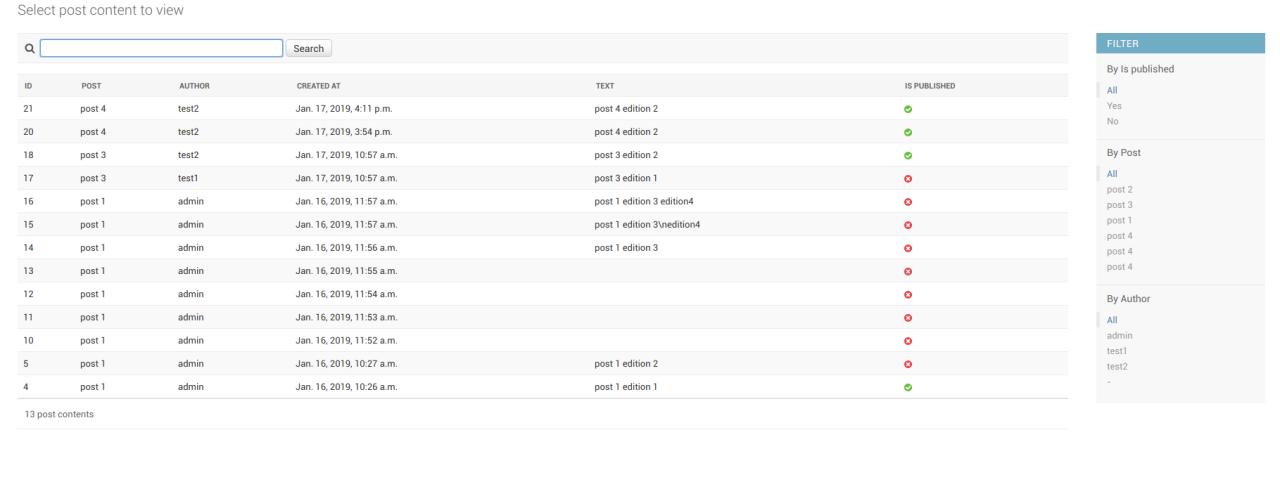 Select post content to view
Search
ID POST AUTHOR CREATED AT TEXT IS PUBLISHED
21 post 4 test2 Jan. 17, 2019, 4:11 p.m. post 4 edition 2
20 post 4 test2 Jan. 17, 2019, 3:54 p.m. post 4 edition 2
18 post 3 test2 Jan. 17, 2019, 10:57 a.m. post 3 edition 2
17 post 3 test1 Jan. 17, 2019, 10:57 a.m. post 3 edition 1
16 post 1 admin Jan. 16, 2019, 11:57 a.m. post 1 edition 3 edition4
15 post 1 admin Jan. 16, 2019, 11:57 a.m. post 1 edition 3\nedition4
14 post 1 admin Jan. 16, 2019, 11:56 a.m. post 1 edition 3
13 post 1 admin Jan. 16, 2019, 11:55 a.m.
12 post 1 admin Jan. 16, 2019, 11:54 a.m.
11 post 1 admin Jan. 16, 2019, 11:53 a.m.
10 post 1 admin Jan. 16, 2019, 11:52 a.m.
5 post 1 admin Jan. 16, 2019, 10:27 a.m. post 1 edition 2
4 post 1 admin Jan. 16, 2019, 10:26 a.m. post 1 edition 1
13 post contents
FILTER
By Is published
All
Yes
No
By Post
All
post 2
post 3
post 1
post 4
post 4
post 4
By Author
All
admin
test1
test2
-